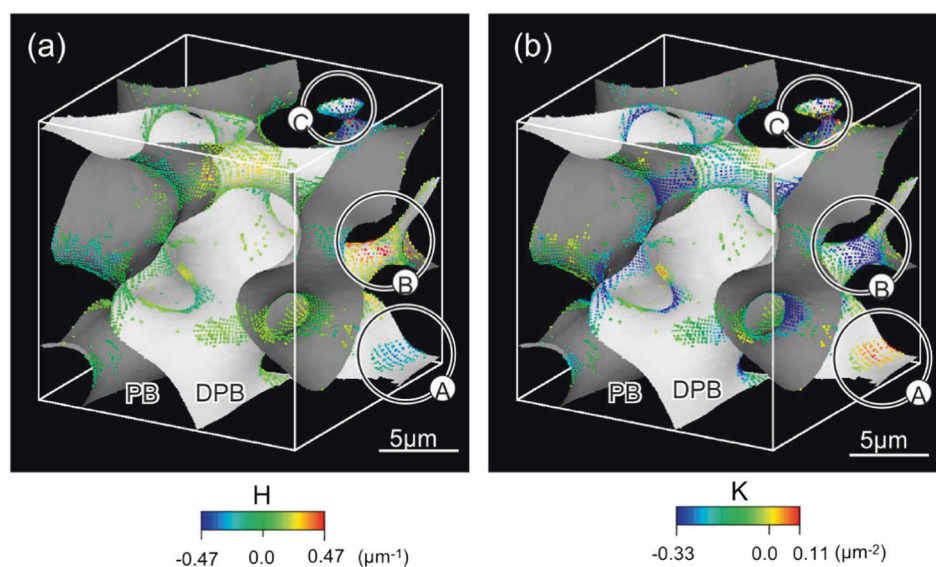 (a)
C
B
A
PB DPB
5µm
H
-0.47 0.0 0.47 (µm⁻¹)
(b)
C
B
A
PB DPB
5µm
K
-0.33 0.0 0.11 (µm⁻²)